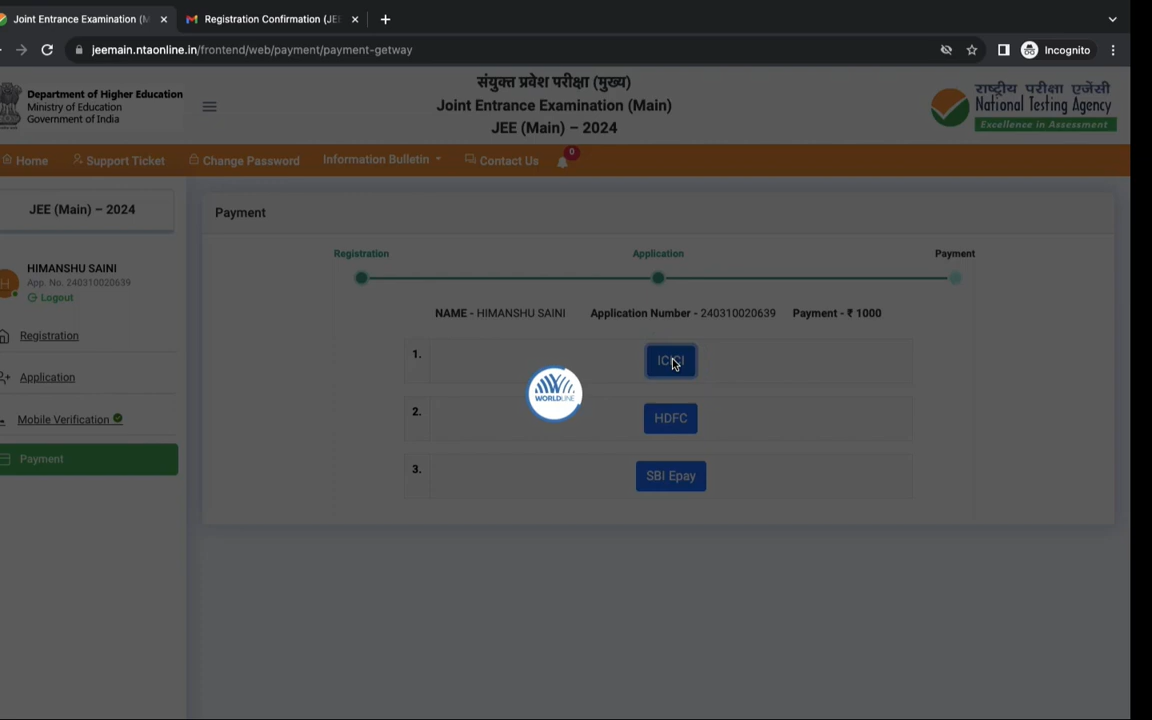 Joint Entrance Examination (M
Registration Confirmation (JEE
jeemain.ntaonline.in/frontend/web/payment/payment-getway
Incognito
Department of Higher Education
Ministry of Education
Government of India
संयुक्त प्रवेश परीक्षा (मुख्य)
Joint Entrance Examination (Main)
JEE (Main) – 2024
राष्ट्रीय परीक्षा एजेंसी
National Testing Agency
Excellence in Assessment
Home
Support Ticket
Change Password
Information Bulletin
Contact Us
0
JEE (Main) – 2024
H
HIMANSHU SAINI
App. No. 240310020639
Logout
Registration
Application
Mobile Verification
Payment
Payment
Registration
Application
Payment
NAME - HIMANSHU SAINI Application Number - 240310020639 Payment - ₹ 1000
1. ICICI
WORLDLINE
2. HDFC
3. SBI Epay